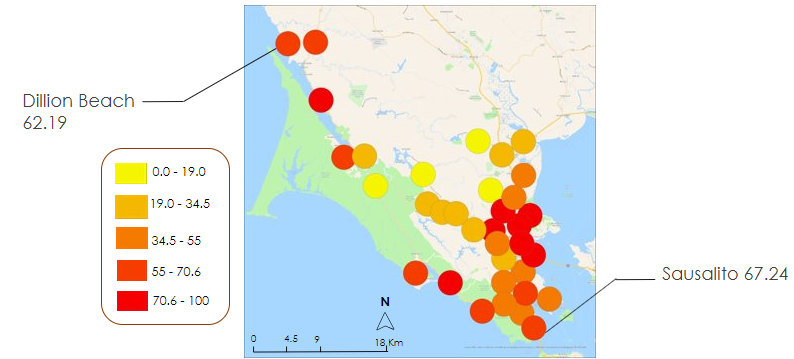 Dillion Beach
62.19
0.0 - 19.0
19.0 - 34.5
34.5 - 55
55 - 70.6
70.6 - 100
N
0 4.5 9 18 Km
Sausalito 67.24